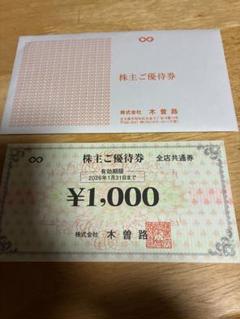 株主ご優待券
株式会社 木曽路
株主ご優待券 全店共通券
有効期限
2026年1月31日まで
¥1,000
株式会社 木曽路